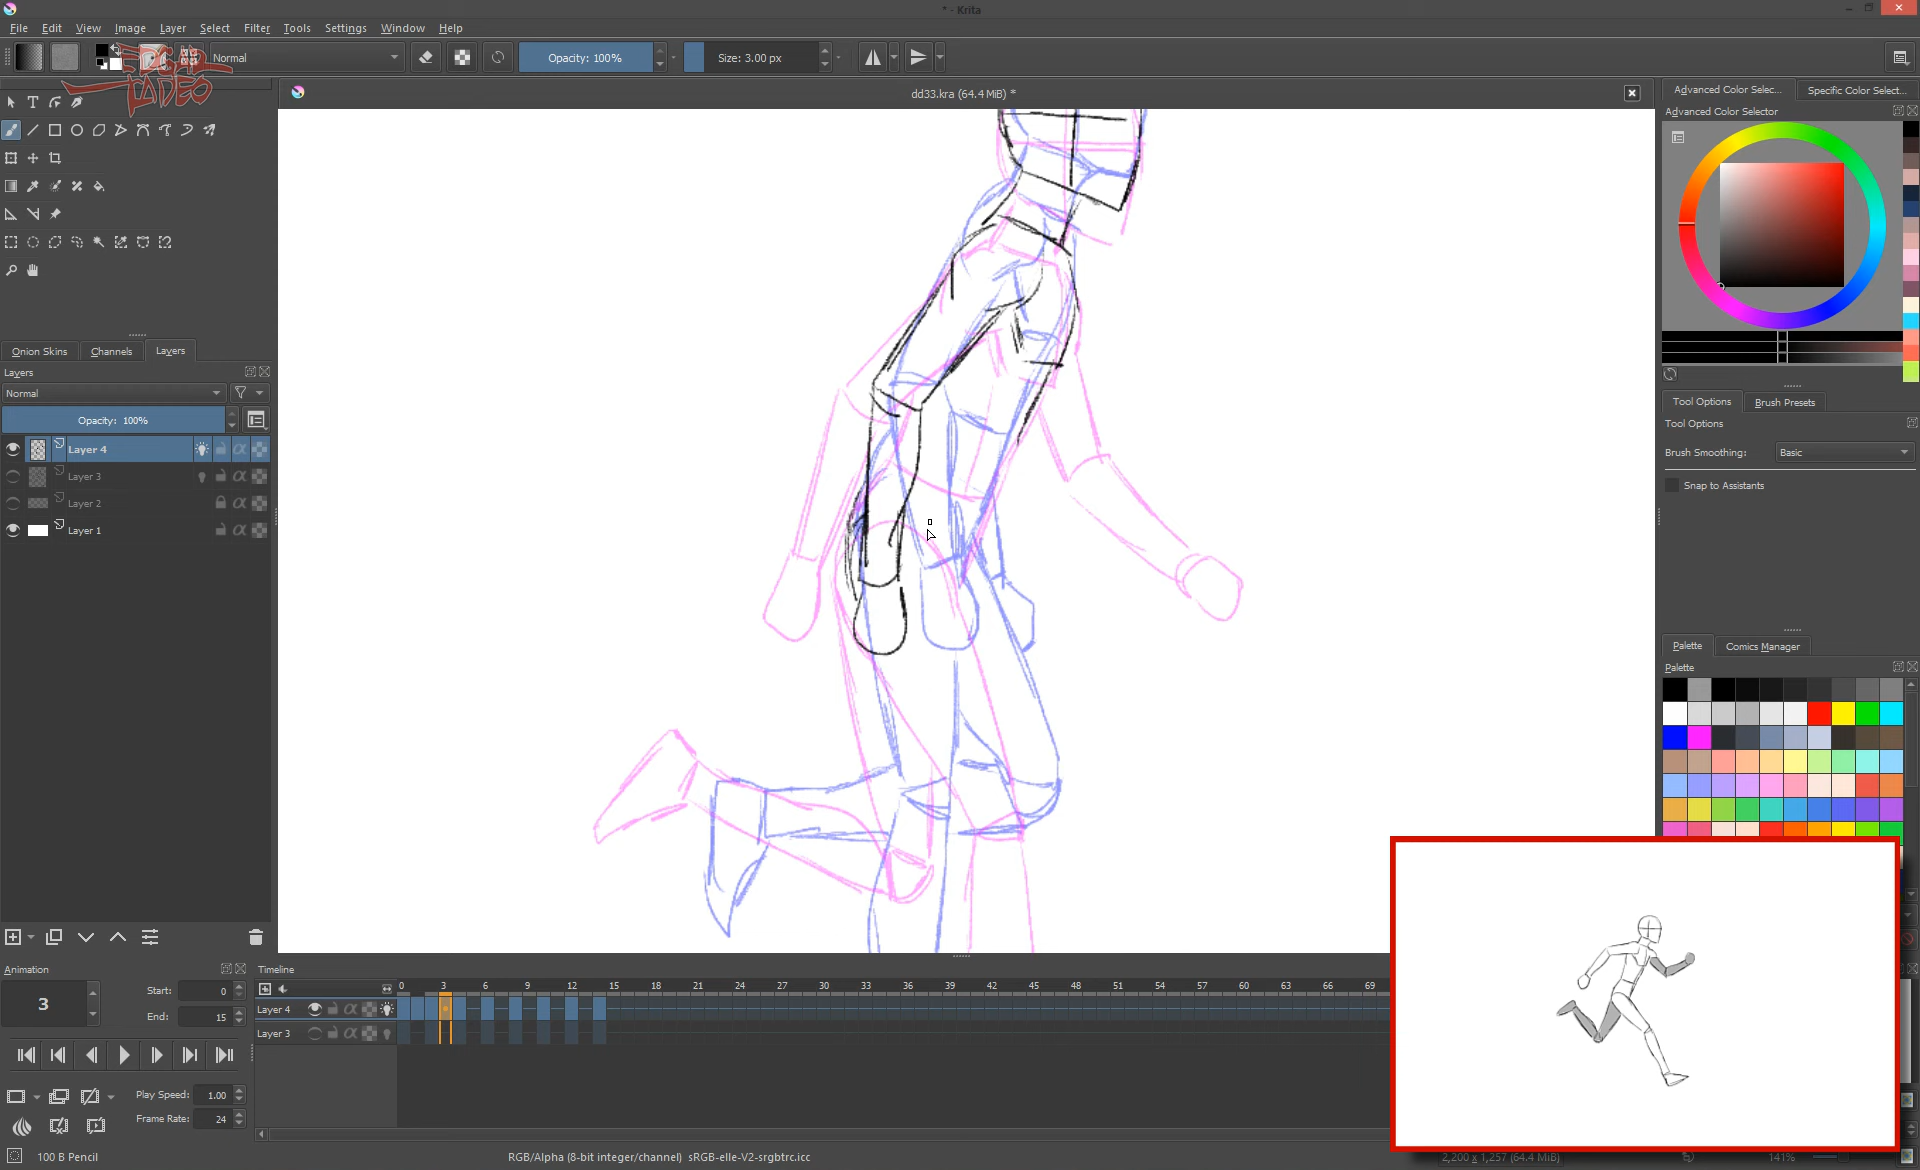 * - Krita
File Edit View Image Layer Select Filter Tools Settings Window Help
Normal Opacity: 100% Size: 3.00 px
EDGAR TADEO
dd33.kra (64.4 MiB) *
Advanced Color Selec... Specific Color Select...
Advanced Color Selector
Onion Skins Channels Layers
Layers
Normal
Opacity: 100%
Layer 4
Layer 3
Layer 2
Layer 1
Tool Options Brush Presets
Tool Options
Brush Smoothing: Basic
Snap to Assistants
Palette Comics Manager
Palette
Animation
3
Start: 0
End: 15
Play Speed: 1.00
Frame Rate: 24
Timeline
0 3 6 9 12 15 18 21 24 27 30 33 36 39 42 45 48 51 54 57 60 63 66 69
Layer 4
Layer 3
100 B Pencil
RGB/Alpha (8-bit integer/channel) sRGB-elle-V2-srgbtrc.icc
2,200 x 1,257 (64.4 MiB)
141%